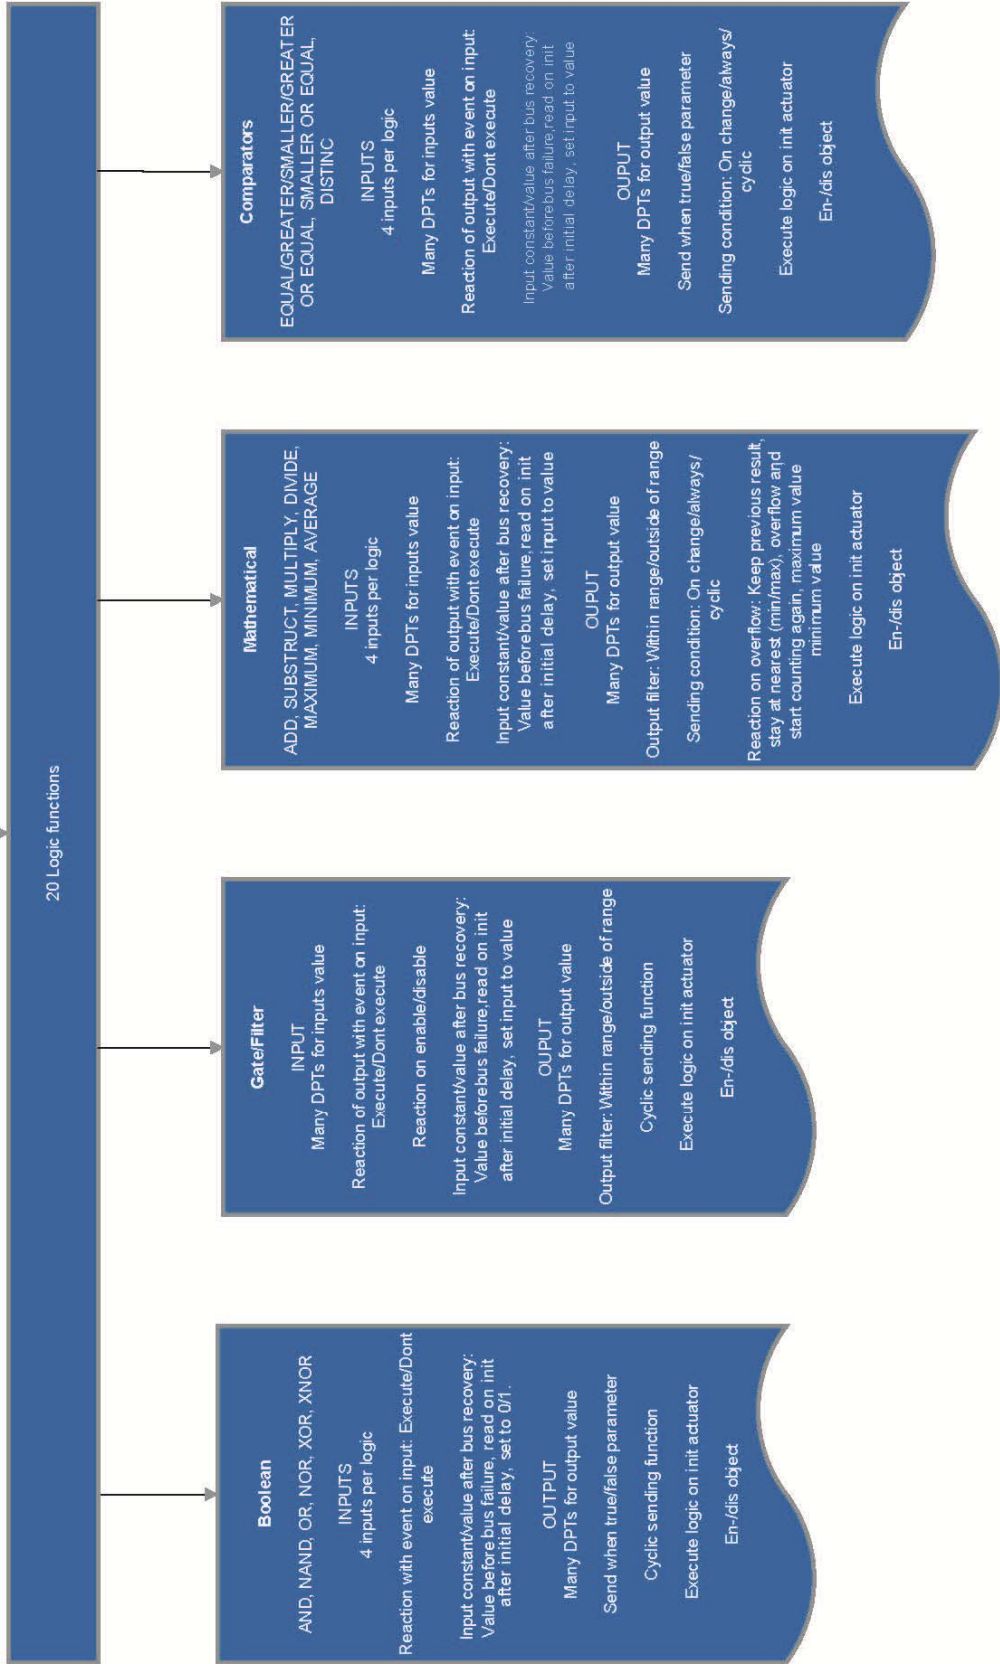 20 Logic functions
Boolean
AND, NAND, OR, NOR, XOR, XNOR
INPUTS
4 inputs per logic
Reaction with event on input: Execute/Dont
execute
Input constant/value after bus recovery:
Value before bus failure, read on init
after initial delay, set to 0/1.
OUTPUT
Many DPTs for output value
Send when true/false parameter
Cyclic sending function
Execute logic on init actuator
En-/dis object
Gate/Filter
INPUT
Many DPTs for inputs value
Reaction of output with event on input:
Execute/Dont execute
Reaction on enable/disable
Input constant/value after bus recovery:
Value beforebus failure,read on init
after initial delay, set input to value
OUPUT
Many DPTs for output value
Output filter: Within range/outside of range
Cyclic sending function
Execute logic on init actuator
En-/dis object
Mathematical
ADD, SUBSTRUCT, MULTIPLY, DIVIDE,
MAXIMUM, MINIMUM, AVERAGE
INPUTS
4 inputs per logic
Many DPTs for inputs value
Reaction of output with event on input:
Execute/Dont execute
Input constant/value after bus recovery:
Value beforebus failure,read on init
after initial delay, set input to value
OUPUT
Many DPTs for output value
Output filter: Within range/outside of range
Sending condition: On change/always/
cyclic
Reaction on overflow: Keep previous result,
stay at nearest (min/max), overflow and
start counting again, maximum value
minimum value
Execute logic on init actuator
En-/dis object
Comparators
EQUAL/GREATER/SMALLER/GREATER
OR EQUAL, SMALLER OR EQUAL,
DISTINC
INPUTS
4 inputs per logic
Many DPTs for inputs value
Reaction of output with event on input:
Execute/Dont execute
Input constant/value after bus recovery:
Value beforebus failure,read on init
after initial delay, set input to value
OUPUT
Many DPTs for output value
Send when true/false parameter
Sending condition: On change/always/
cyclic
Execute logic on init actuator
En-/dis object